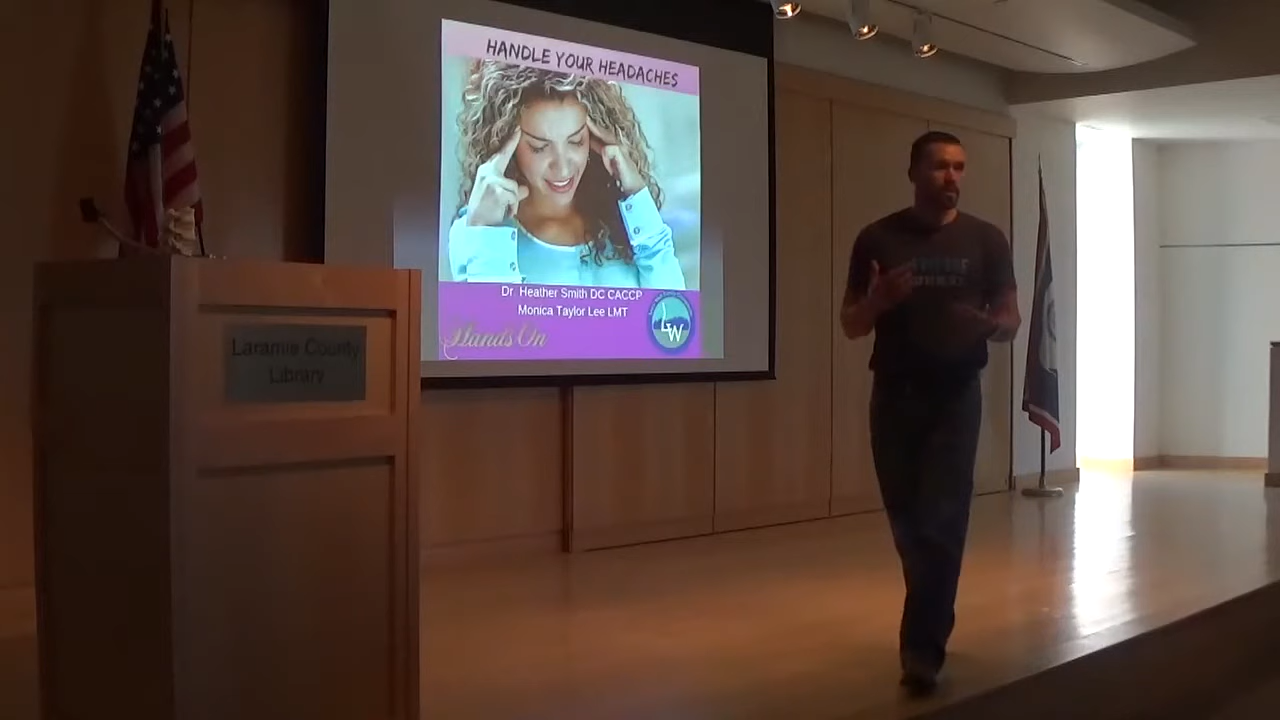 HANDLE YOUR HEADACHES
Dr Heather Smith DC CACCP
Monica Taylor Lee LMT
Hands On
LW
Laramie County
Library